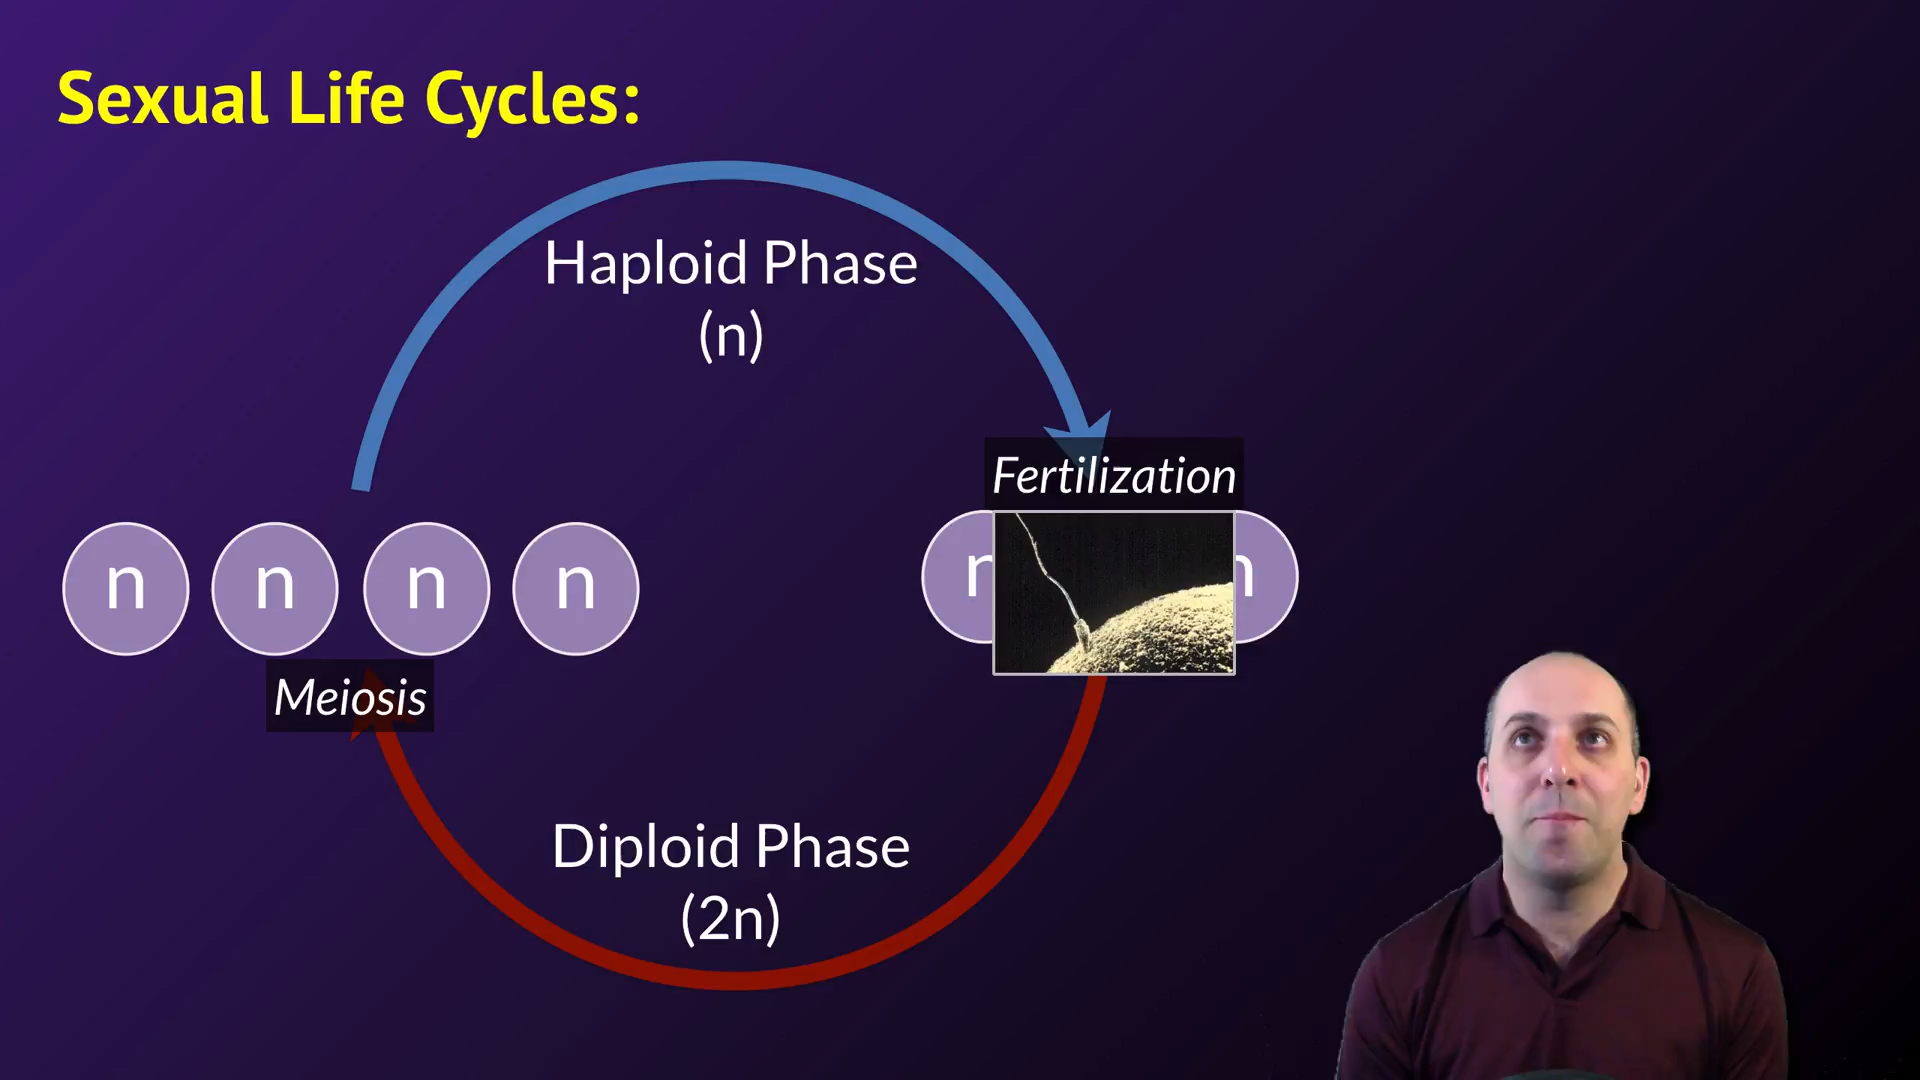 Sexual Life Cycles:
Haploid Phase
(n)
Fertilization
n n n n n n
Meiosis
Diploid Phase
(2n)